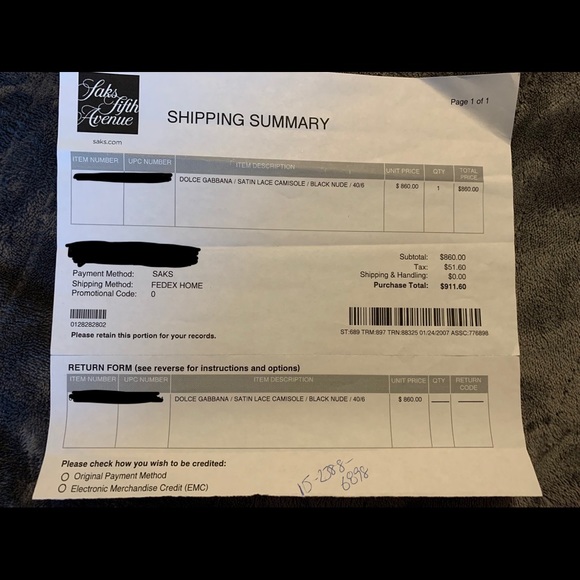 Saks
Fifth
Avenue
saks.com
SHIPPING SUMMARY
Page 1 of 1
ITEM NUMBER UPC NUMBER ITEM DESCRIPTION UNIT PRICE QTY TOTAL PRICE
DOLCE GABBANA / SATIN LACE CAMISOLE / BLACK NUDE / 40/6 $ 860.00 1 $860.00
Payment Method: SAKS
Shipping Method: FEDEX HOME
Promotional Code: 0
Subtotal: $860.00
Tax: $51.60
Shipping & Handling: $0.00
Purchase Total: $911.60
0128282802
Please retain this portion for your records.
ST:689 TRM:897 TRN:88325 01/24/2007 ASSC:776898
RETURN FORM (see reverse for instructions and options)
ITEM NUMBER UPC NUMBER ITEM DESCRIPTION UNIT PRICE QTY RETURN CODE
DOLCE GABBANA / SATIN LACE CAMISOLE / BLACK NUDE / 40/6 $ 860.00
Please check how you wish to be credited:
Original Payment Method
Electronic Merchandise Credit (EMC)
15-2388-
6898